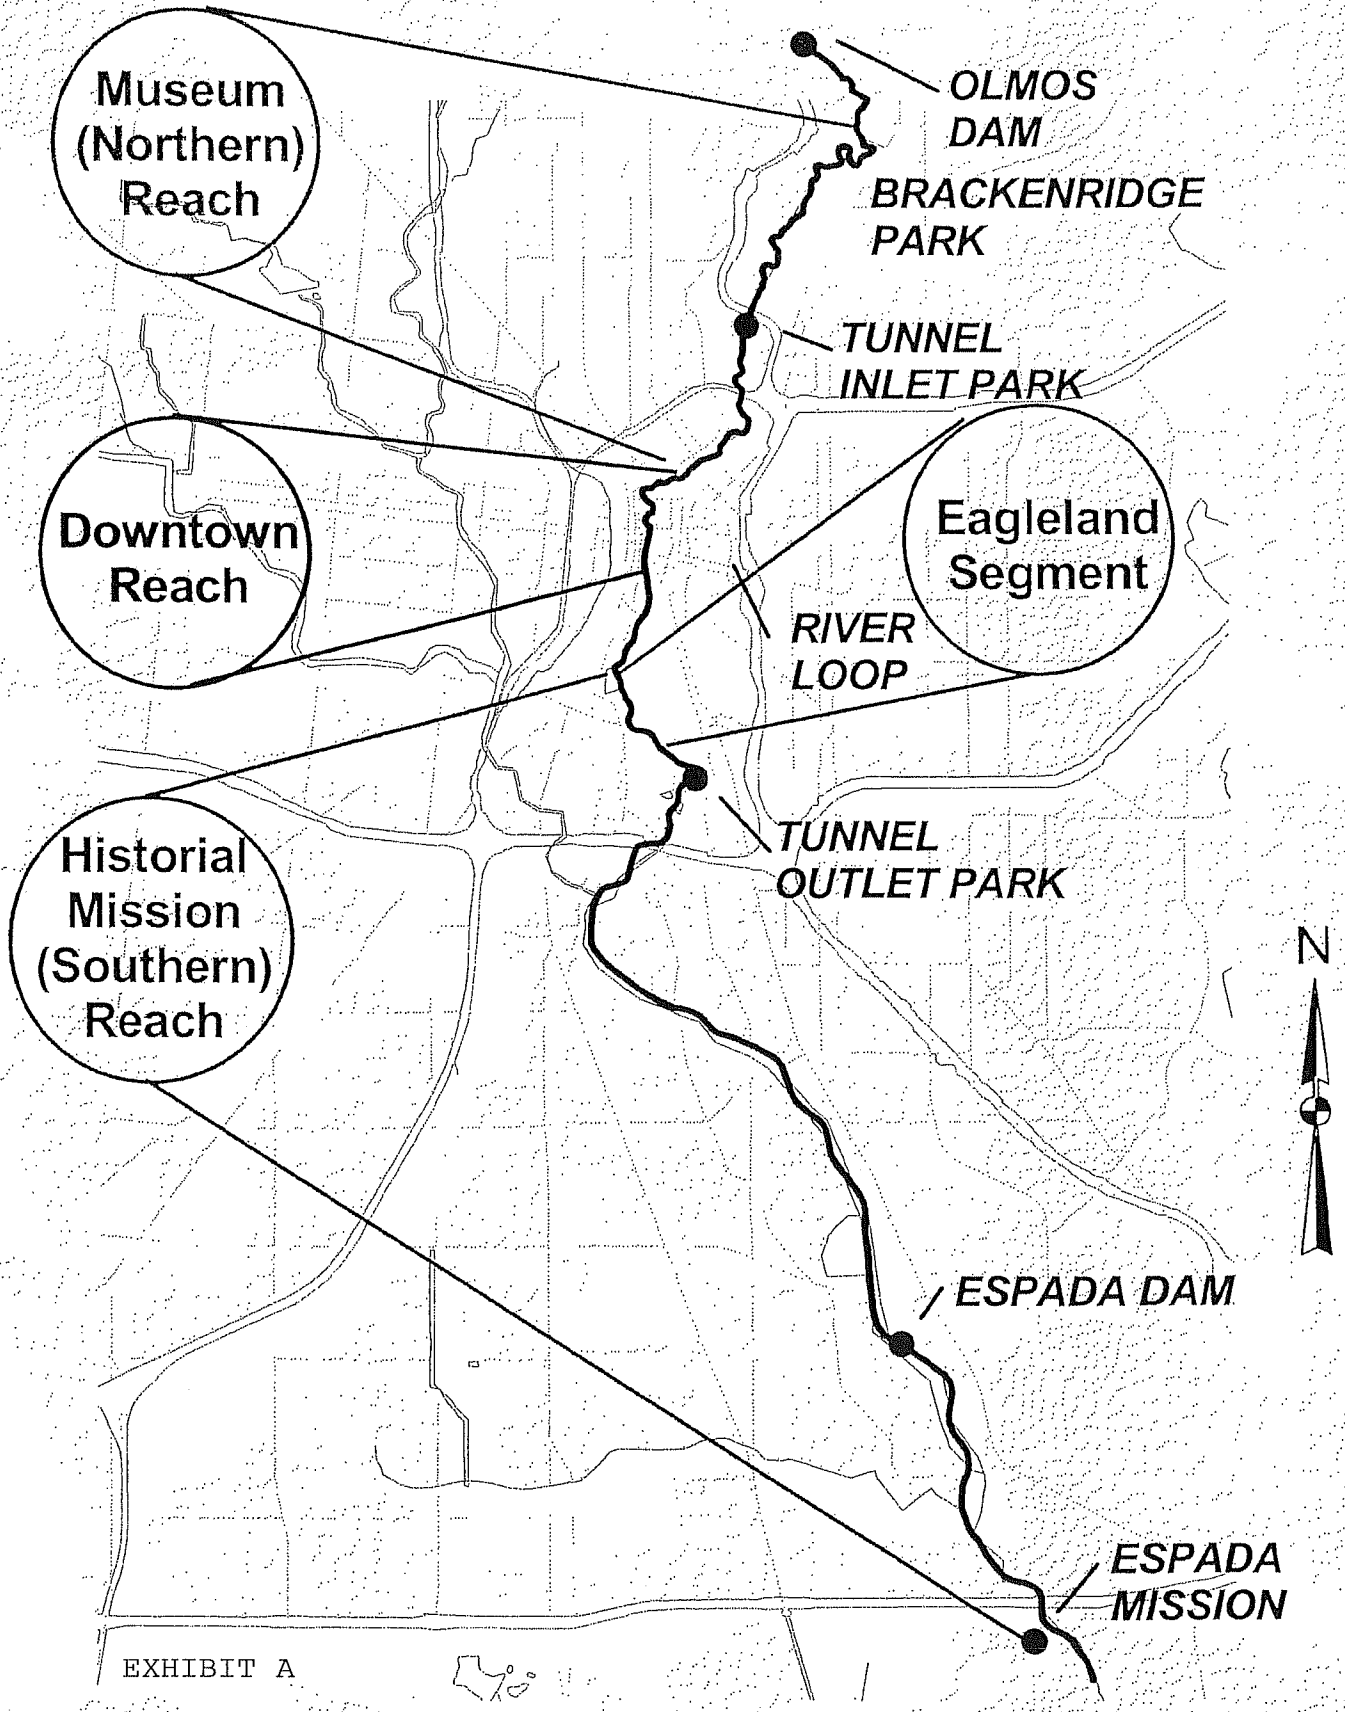 Museum
(Northern)
Reach
OLMOS
DAM
BRACKENRIDGE
PARK
TUNNEL
INLET PARK
Downtown
Reach
Eagleland
Segment
RIVER
LOOP
Historial
Mission
(Southern)
Reach
TUNNEL
OUTLET PARK
N
ESPADA DAM
ESPADA
MISSION
EXHIBIT A